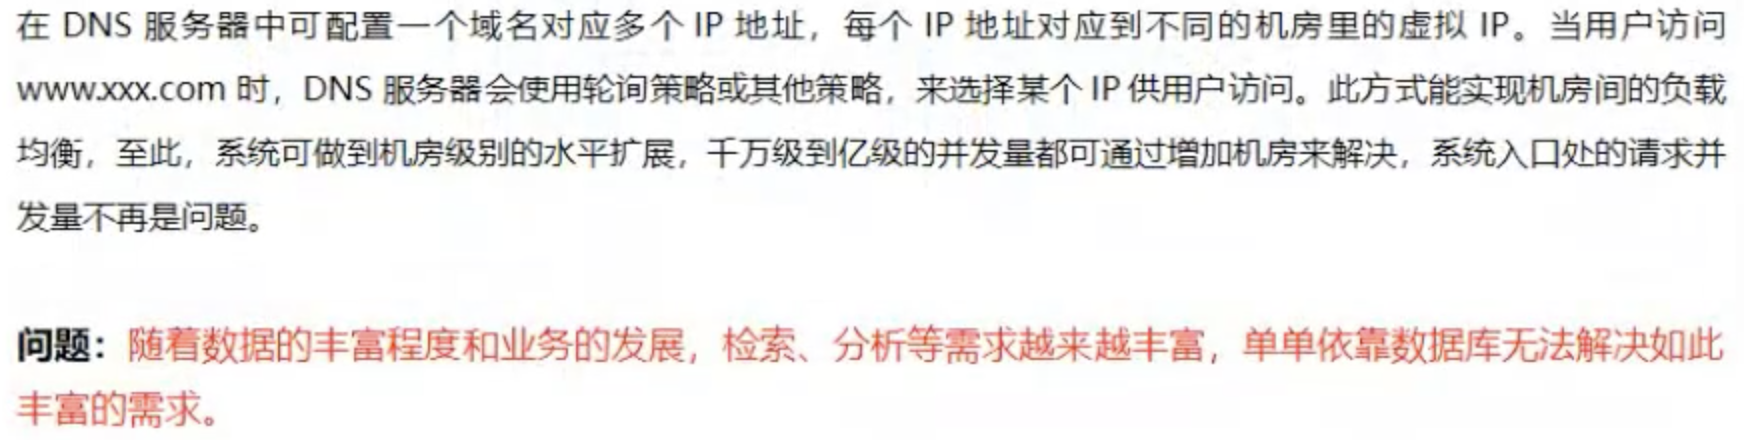 在 DNS 服务器中可配置一个域名对应多个 IP 地址，每个 IP 地址对应到不同的机房里的虚拟 IP。当用户访问
www.xxx.com 时，DNS 服务器会使用轮询策略或其他策略，来选择某个 IP 供用户访问。此方式能实现机房间的负载
均衡，至此，系统可做到机房级别的水平扩展，千万级到亿级的并发量都可通过增加机房来解决，系统入口处的请求并
发量不再是问题。
问题：随着数据的丰富程度和业务的发展，检索、分析等需求越来越丰富，单单依靠数据库无法解决如此
丰富的需求。